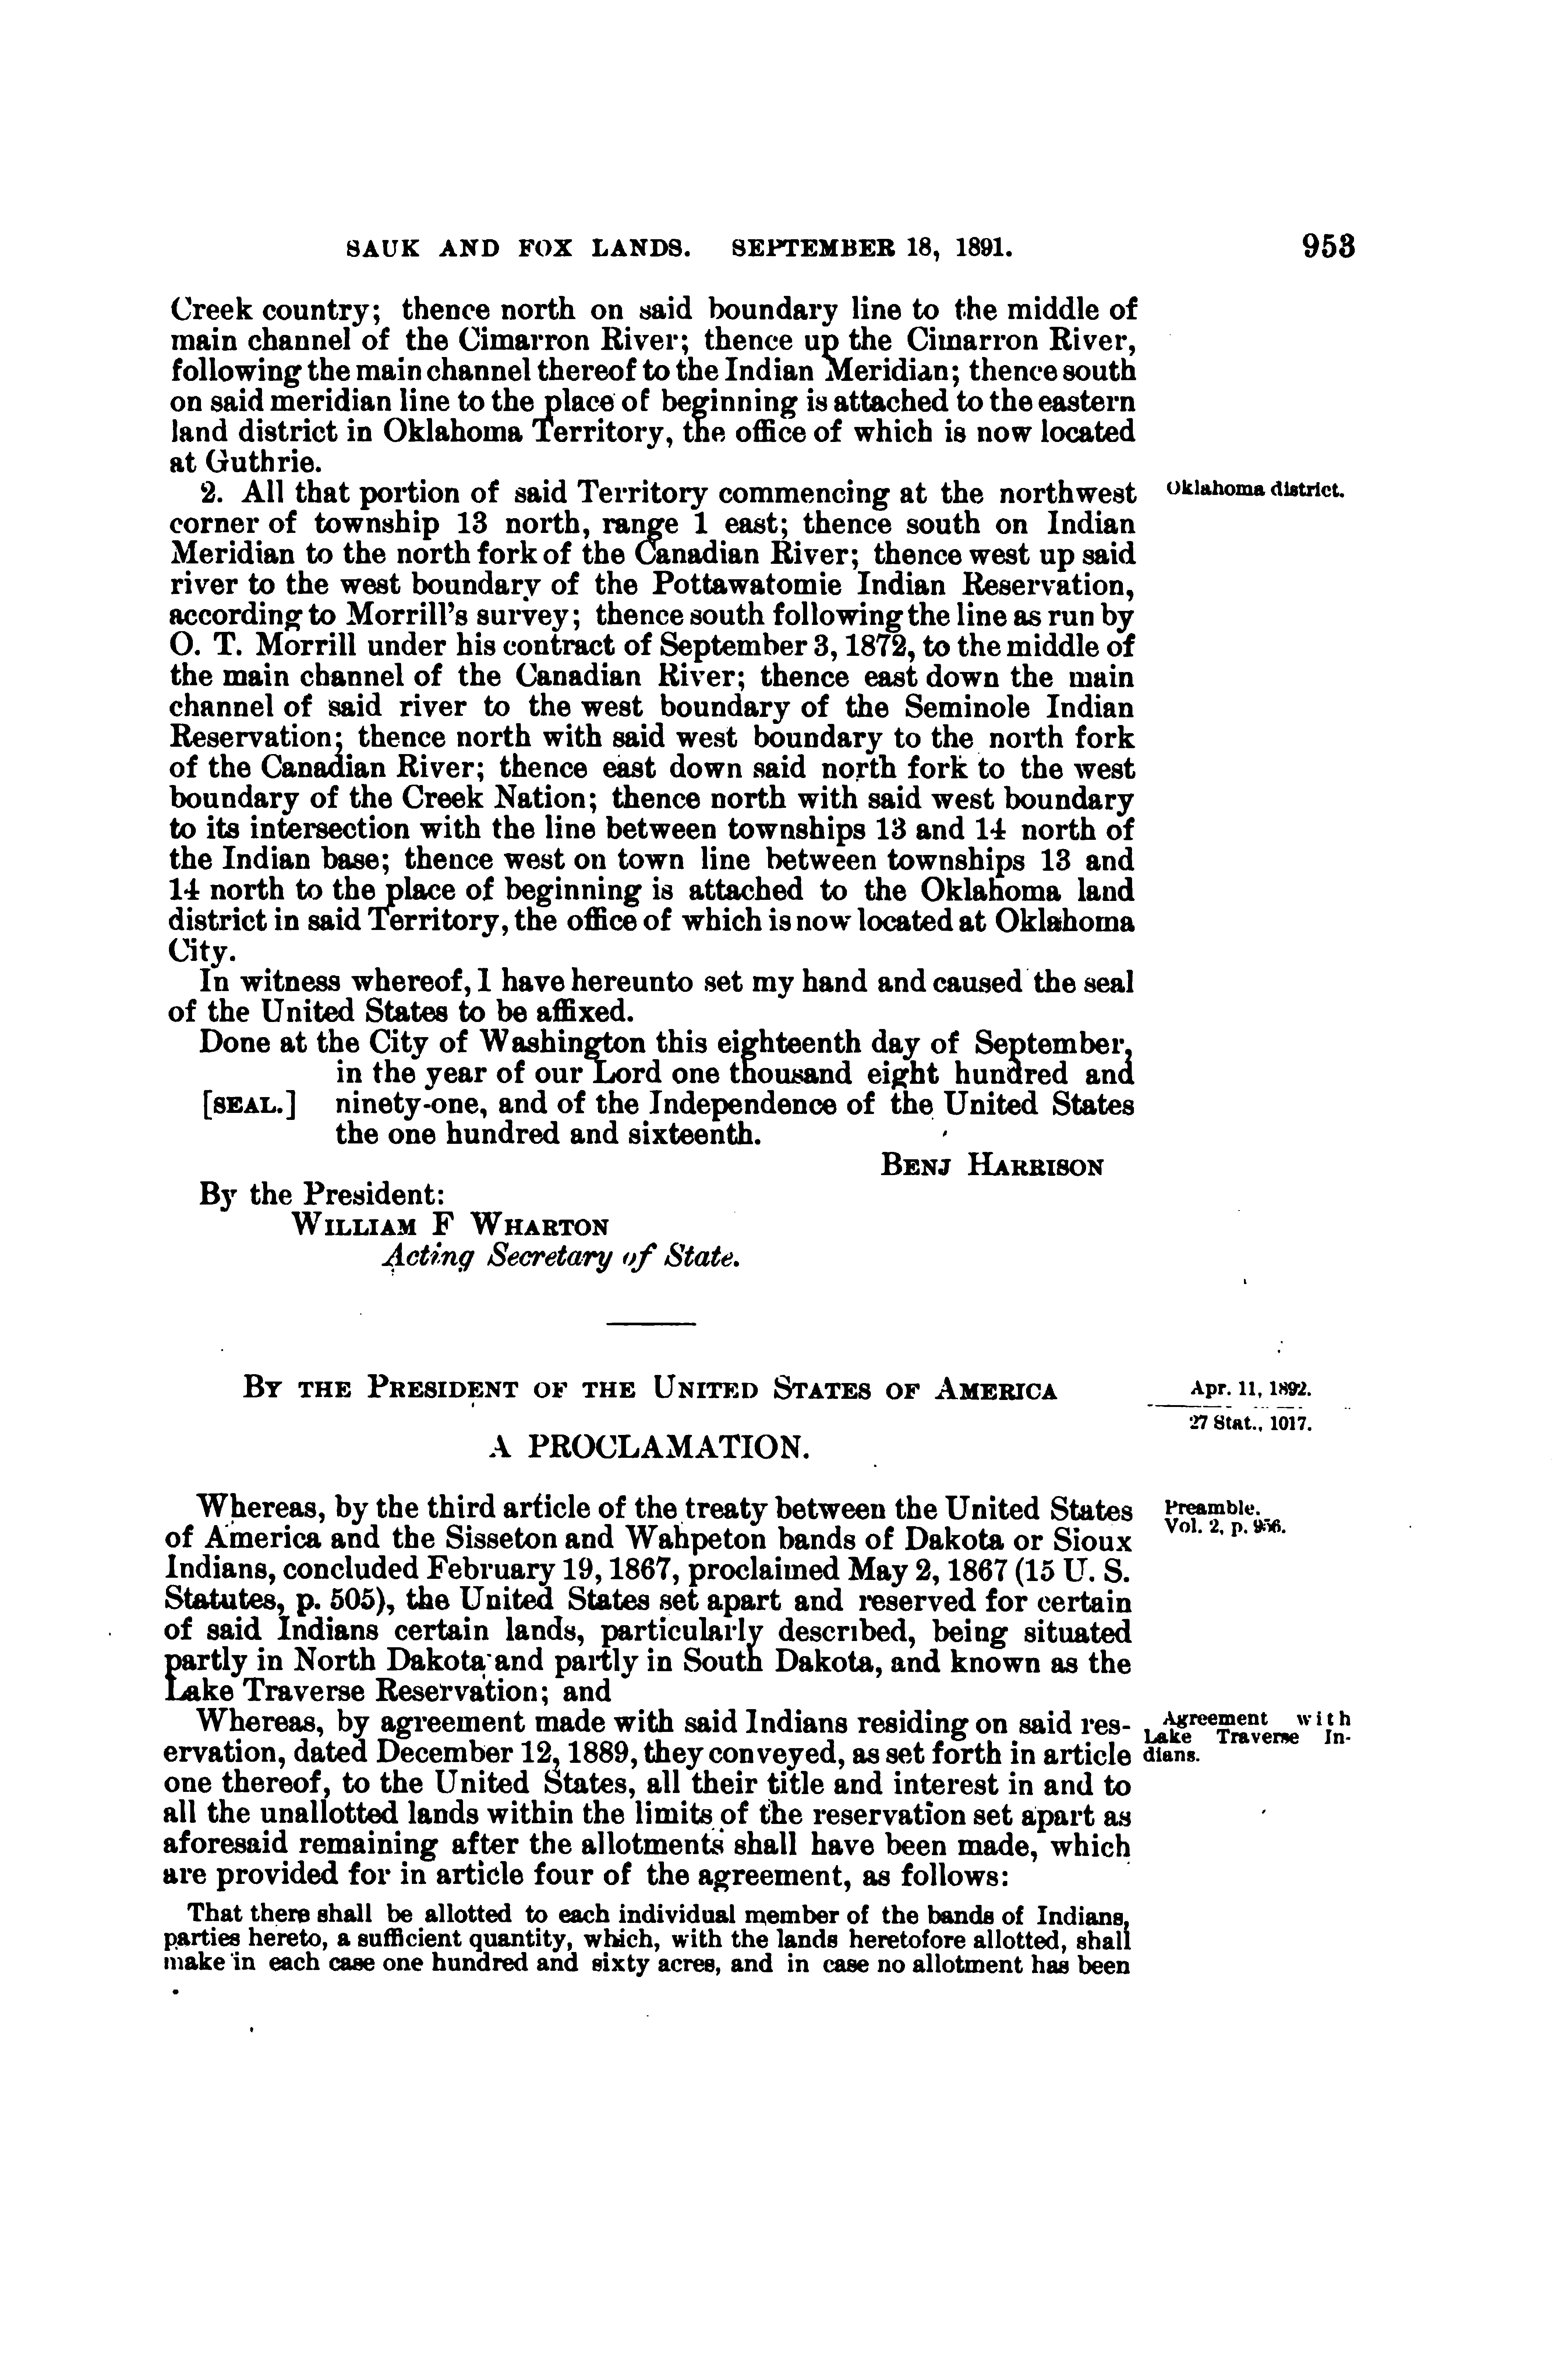 SAUK AND FOX LANDS. SEPTEMBER 18, 1891. 953
Creek country; thence north on said boundary line to the middle of
main channel of the Cimarron River; thence up the Cimarron River,
following the main channel thereof to the Indian Meridian; thence south
on said meridian line to the place of beginning is attached to the eastern
land district in Oklahoma Territory, the office of which is now located
at Guthrie.
2. All that portion of said Territory commencing at the northwest
Oklahoma district.
corner of township 13 north, range 1 east; thence south on Indian
Meridian to the north fork of the Canadian River; thence west up said
river to the west boundary of the Pottawatomie Indian Reservation,
according to Morrill's survey; thence south following the line as run by
O. T. Morrill under his contract of September 3, 1872, to the middle of
the main channel of the Canadian River; thence east down the main
channel of said river to the west boundary of the Seminole Indian
Reservation; thence north with said west boundary to the north fork
of the Canadian River; thence east down said north fork to the west
boundary of the Creek Nation; thence north with said west boundary
to its intersection with the line between townships 13 and 14 north of
the Indian base; thence west on town line between townships 13 and
14 north to the place of beginning is attached to the Oklahoma land
district in said Territory, the office of which is now located at Oklahoma
City.
In witness whereof, I have hereunto set my hand and caused the seal
of the United States to be affixed.
Done at the City of Washington this eighteenth day of September,
in the year of our Lord one thousand eight hundred and
[SEAL.] ninety-one, and of the Independence of the United States
the one hundred and sixteenth.
BENJ HARRISON
By the President:
WILLIAM F WHARTON
Acting Secretary of State.
BY THE PRESIDENT OF THE UNITED STATES OF AMERICA
Apr. 11, 1892.
27 Stat., 1017.
A PROCLAMATION.
Whereas, by the third article of the treaty between the United States
Preamble.
Vol. 2, p. 956.
of America and the Sisseton and Wahpeton bands of Dakota or Sioux
Indians, concluded February 19, 1867, proclaimed May 2, 1867 (15 U. S.
Statutes, p. 505), the United States set apart and reserved for certain
of said Indians certain lands, particularly described, being situated
partly in North Dakota and partly in South Dakota, and known as the
Lake Traverse Reservation; and
Whereas, by agreement made with said Indians residing on said res-
Agreement with
Lake Traverse In-
dians.
ervation, dated December 12, 1889, they conveyed, as set forth in article
one thereof, to the United States, all their title and interest in and to
all the unallotted lands within the limits of the reservation set apart as
aforesaid remaining after the allotments shall have been made, which
are provided for in article four of the agreement, as follows:
That there shall be allotted to each individual member of the bands of Indians,
parties hereto, a sufficient quantity, which, with the lands heretofore allotted, shall
make in each case one hundred and sixty acres, and in case no allotment has been